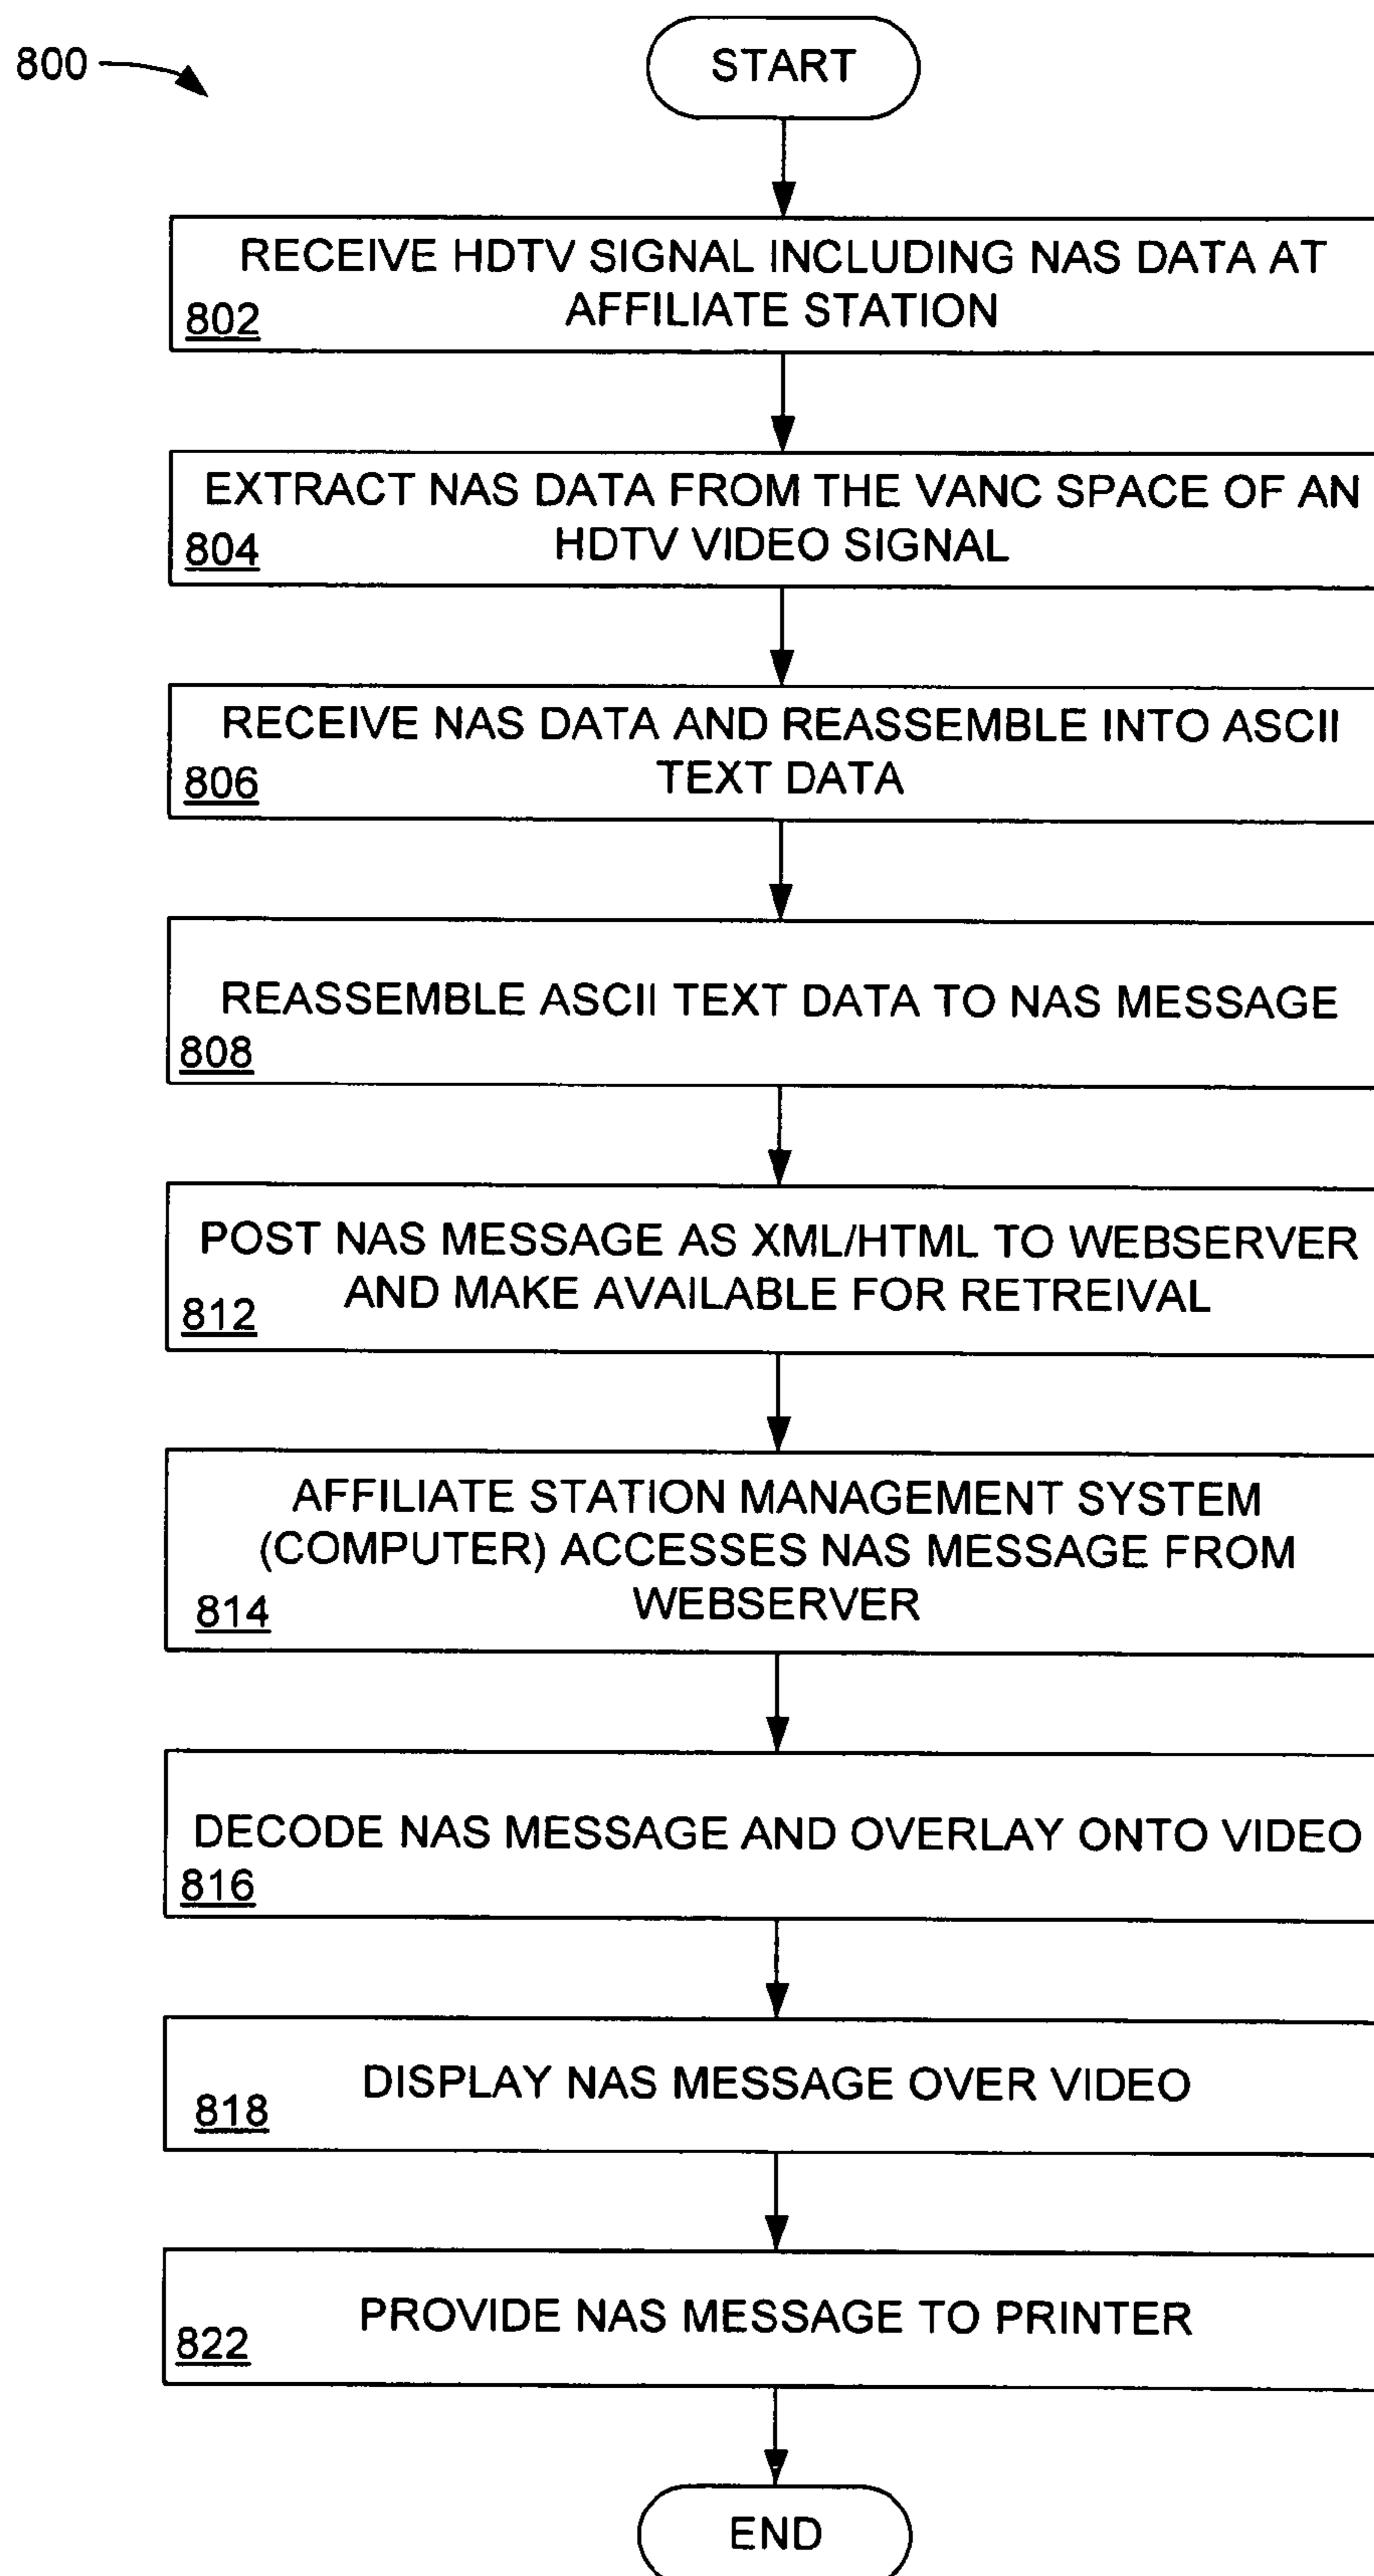 800
START
RECEIVE HDTV SIGNAL INCLUDING NAS DATA AT
AFFILIATE STATION
802
EXTRACT NAS DATA FROM THE VANC SPACE OF AN
HDTV VIDEO SIGNAL
804
RECEIVE NAS DATA AND REASSEMBLE INTO ASCII
TEXT DATA
806
REASSEMBLE ASCII TEXT DATA TO NAS MESSAGE
808
POST NAS MESSAGE AS XML/HTML TO WEBSERVER
AND MAKE AVAILABLE FOR RETREIVAL
812
AFFILIATE STATION MANAGEMENT SYSTEM
(COMPUTER) ACCESSES NAS MESSAGE FROM
WEBSERVER
814
DECODE NAS MESSAGE AND OVERLAY ONTO VIDEO
816
DISPLAY NAS MESSAGE OVER VIDEO
818
PROVIDE NAS MESSAGE TO PRINTER
822
END